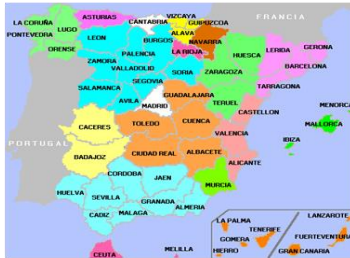 FRANCIA
LA CORUÑA
ASTURIAS
CANTABRIA
VIZCAYA
GUIPUZCOA
LUGO
PONTEVEDRA
ORENSE
LEON
BURGOS
ALAVA
NAVARRA
LA RIOJA
PALENCIA
HUESCA
LERIDA
GERONA
ZAMORA
VALLADOLID
SORIA
ZARAGOZA
BARCELONA
SALAMANCA
SEGOVIA
TARRAGONA
AVILA
GUADALAJARA
TERUEL
MADRID
CASTELLON
MENORCA
PORTUGAL
CACERES
TOLEDO
CUENCA
VALENCIA
MALLORCA
IBIZA
BADAJOZ
CIUDAD REAL
ALBACETE
ALICANTE
CORDOBA
JAEN
MURCIA
HUELVA
SEVILLA
GRANADA
ALMERIA
CADIZ
MALAGA
LA PALMA
LANZAROTE
TENERIFE
GOMERA
FUERTEVENTURA
HIERRO
GRAN CANARIA
CEUTA
MELILLA